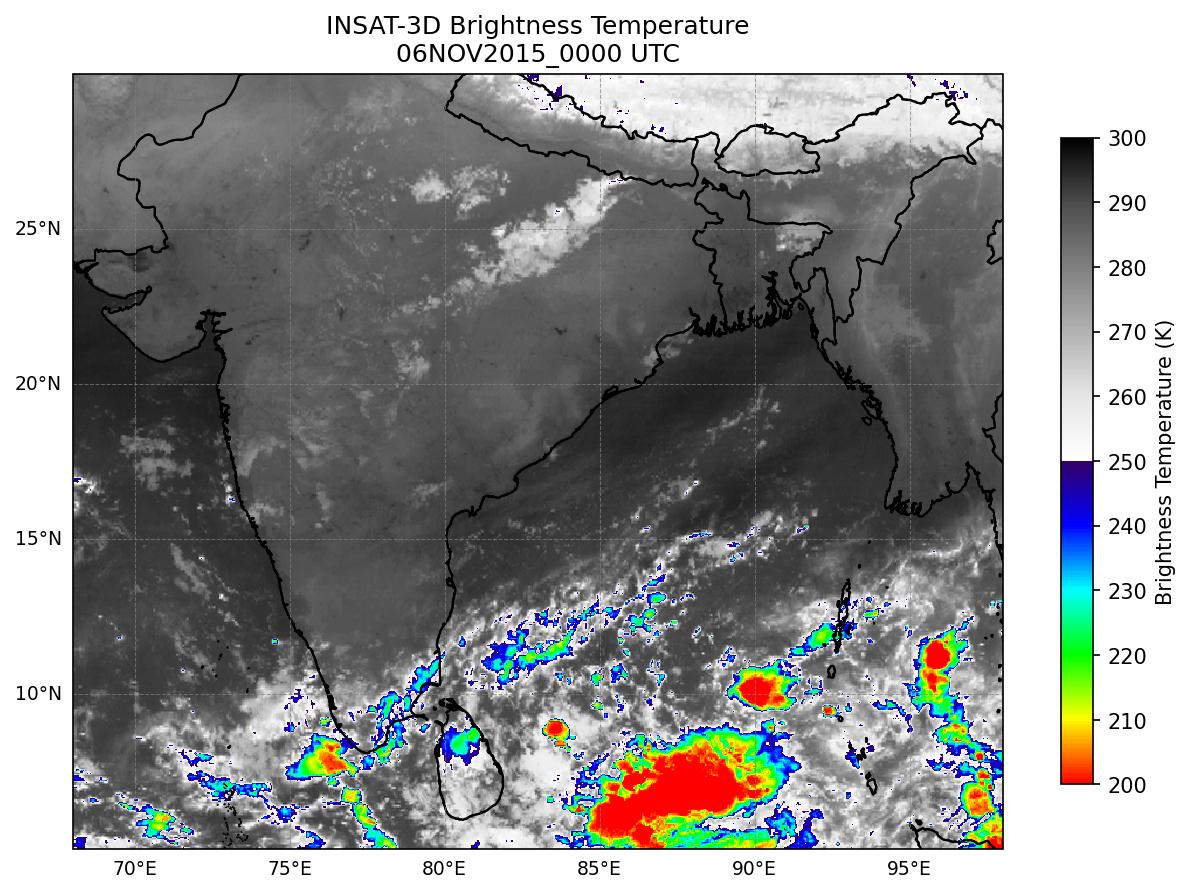 INSAT-3D Brightness Temperature
06NOV2015_0000 UTC
25°N
20°N
15°N
10°N
70°E
75°E
80°E
85°E
90°E
95°E
300
290
280
270
260
250
240
230
220
210
200
Brightness Temperature (K)